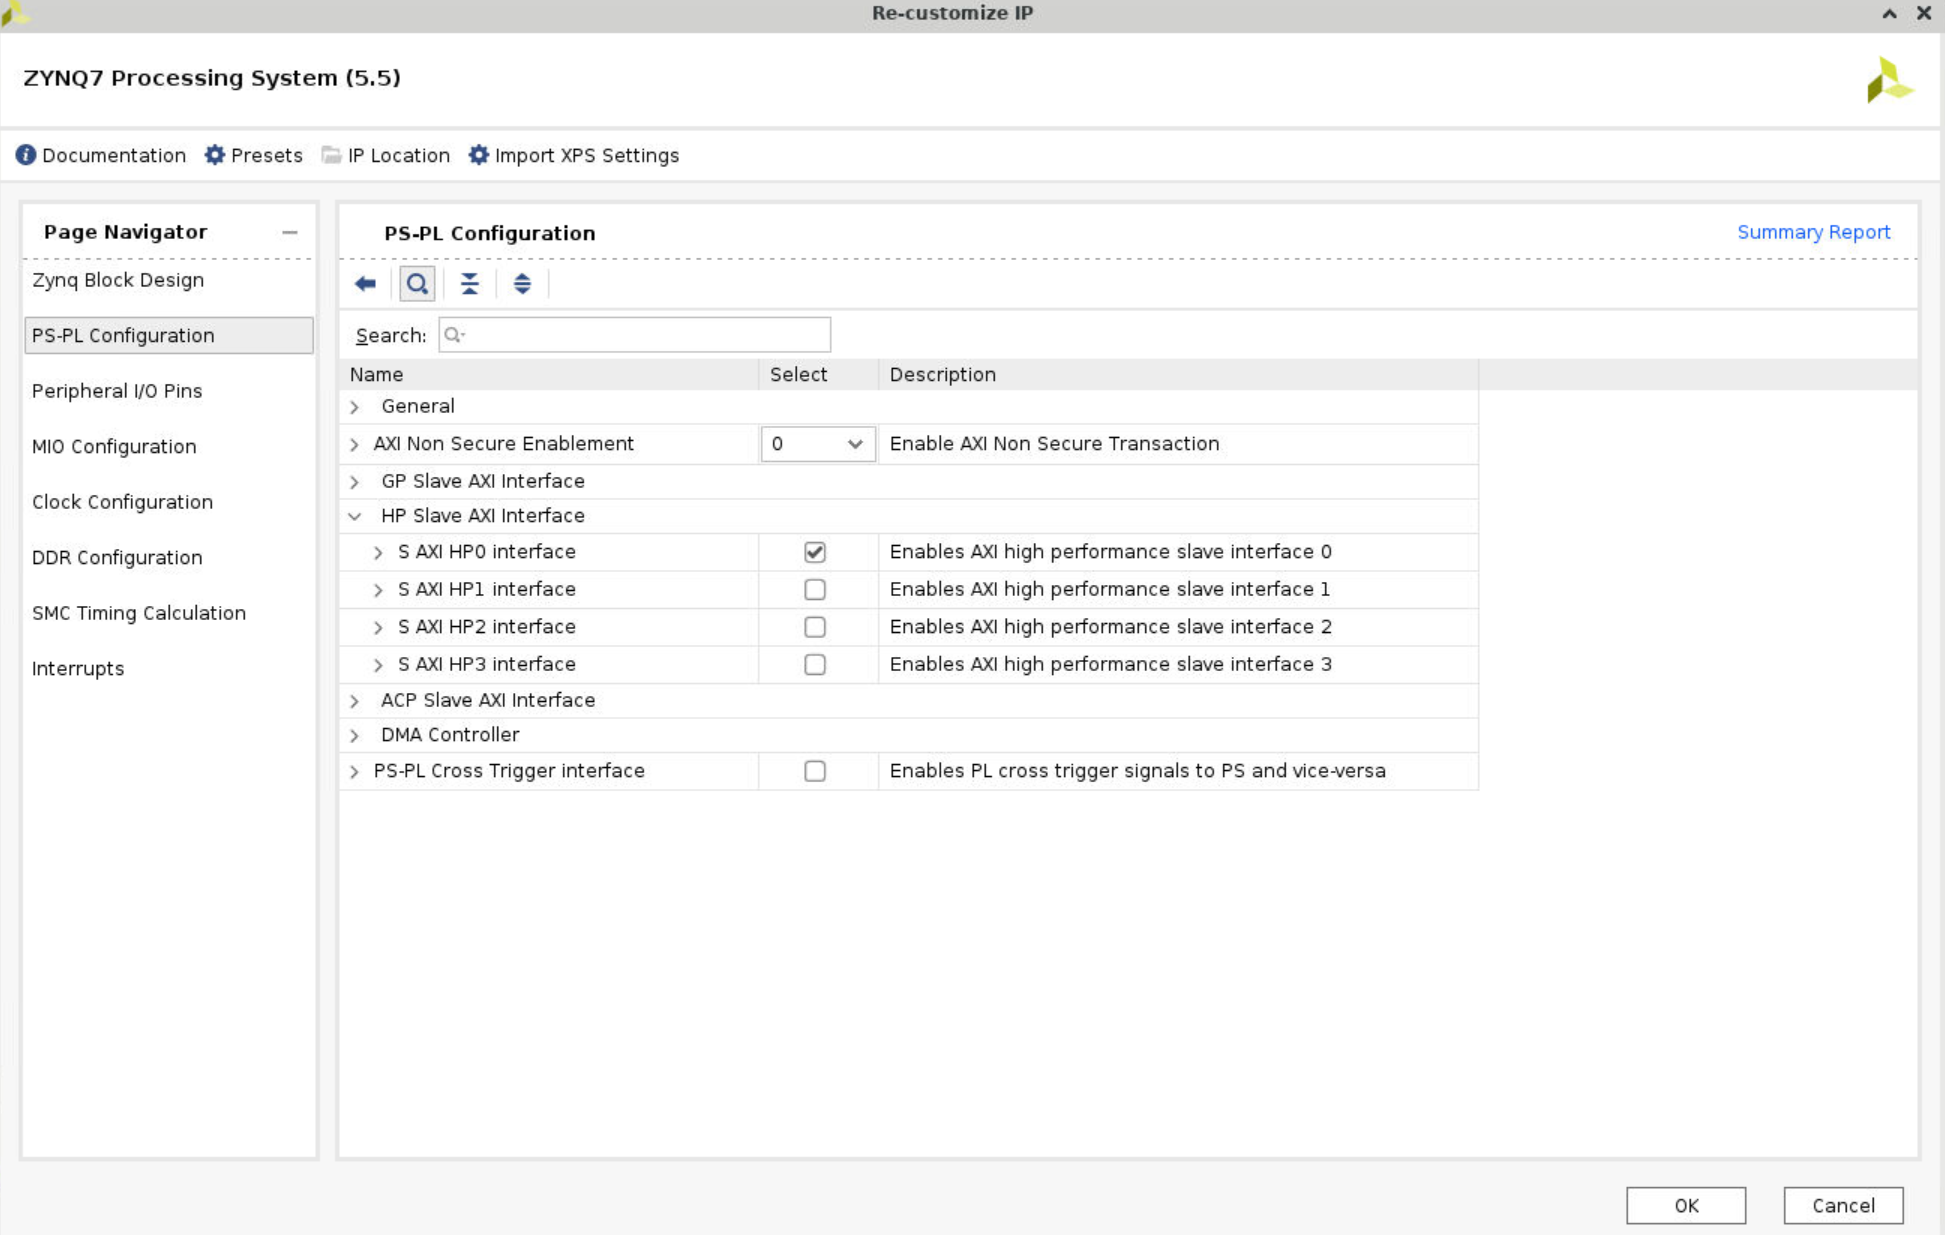 Re-customize IP
ZYNQ7 Processing System (5.5)
Documentation Presets IP Location Import XPS Settings
Page Navigator
Zynq Block Design
PS-PL Configuration
Peripheral I/O Pins
MIO Configuration
Clock Configuration
DDR Configuration
SMC Timing Calculation
Interrupts
PS-PL Configuration Summary Report
Search:
Name Select Description
General
AXI Non Secure Enablement 0 Enable AXI Non Secure Transaction
GP Slave AXI Interface
HP Slave AXI Interface
S AXI HP0 interface Enables AXI high performance slave interface 0
S AXI HP1 interface Enables AXI high performance slave interface 1
S AXI HP2 interface Enables AXI high performance slave interface 2
S AXI HP3 interface Enables AXI high performance slave interface 3
ACP Slave AXI Interface
DMA Controller
PS-PL Cross Trigger interface Enables PL cross trigger signals to PS and vice-versa
OK Cancel